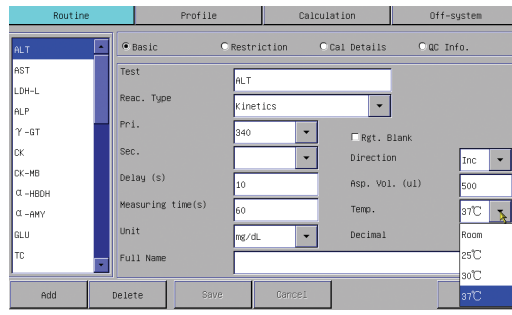 Routine Profile Calculation Off-system
Basic Restriction Cal Details QC Info.
ALT
AST
LDH-L
ALP
γ-GT
CK
CK-MB
α-HBDH
α-AMY
GLU
TC
Test ALT
Reac. Type Kinetics
Pri. 340 Rgt. Blank
Sec. Direction Inc
Delay (s) 10 Asp. Vol. (ul) 500
Measuring time(s) 60 Temp. 37℃
Unit mg/dL Decimal
Full Name
Room
25℃
30℃
37℃
Add Delete Save Cancel